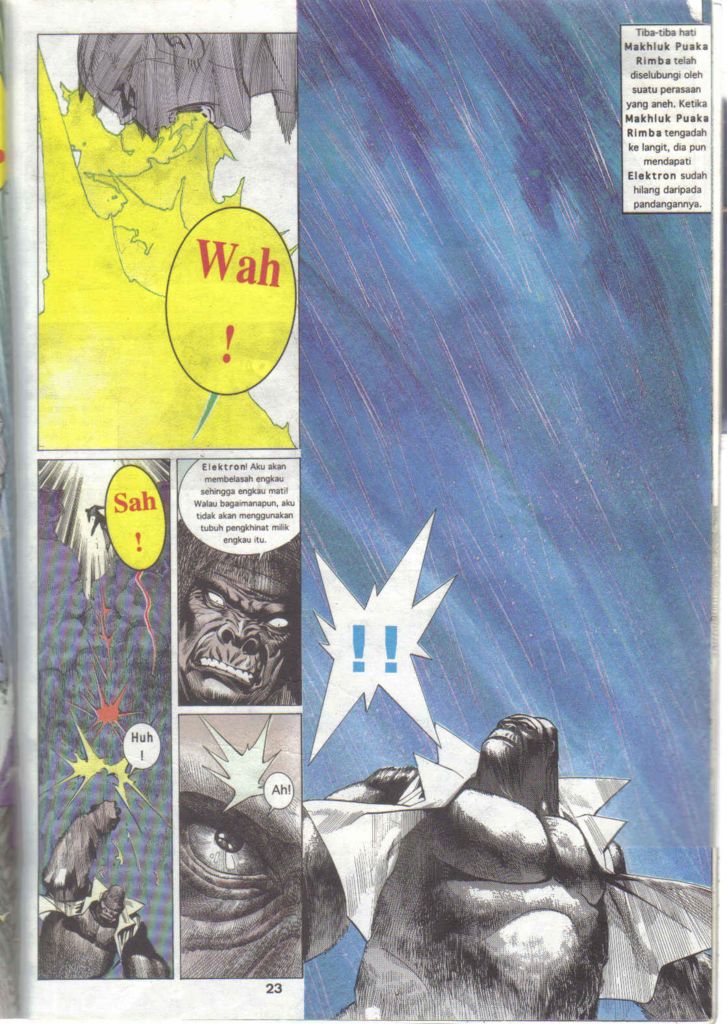 Wah
!
Sah
!
Huh
!
Elektron! Aku akan
membelasah engkau
sehingga engkau mati!
Walau bagaimanapun, aku
tidak akan menggunakan
tubuh pengkhinat milik
engkau itu.
Ah!
Tiba-tiba hati
Makhluk Puaka
Rimba telah
diselubungi oleh
suatu perasaan
yang aneh. Ketika
Makhluk Puaka
Rimba tengadah
ke langit, dia pun
mendapati
Elektron sudah
hilang daripada
pandangannya.
!!
23